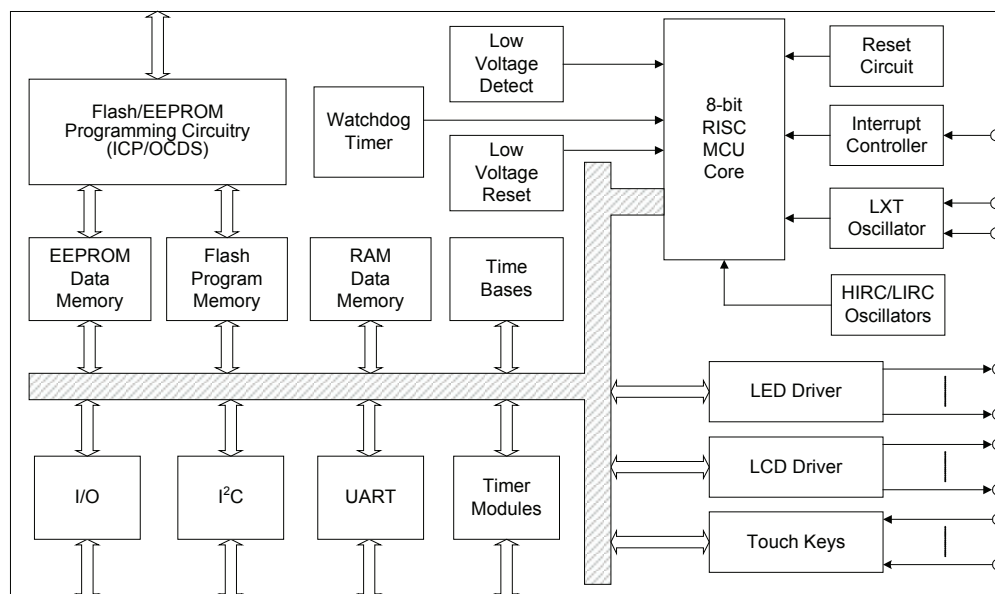 Flash/EEPROM
Programming Circuitry
(ICP/OCDS)
Watchdog
Timer
Low
Voltage
Detect
Low
Voltage
Reset
8-bit
RISC
MCU
Core
Reset
Circuit
Interrupt
Controller
LXT
Oscillator
HIRC/LIRC
Oscillators
EEPROM
Data
Memory
Flash
Program
Memory
RAM
Data
Memory
Time
Bases
LED Driver
LCD Driver
Touch Keys
I/O
I²C
UART
Timer
Modules